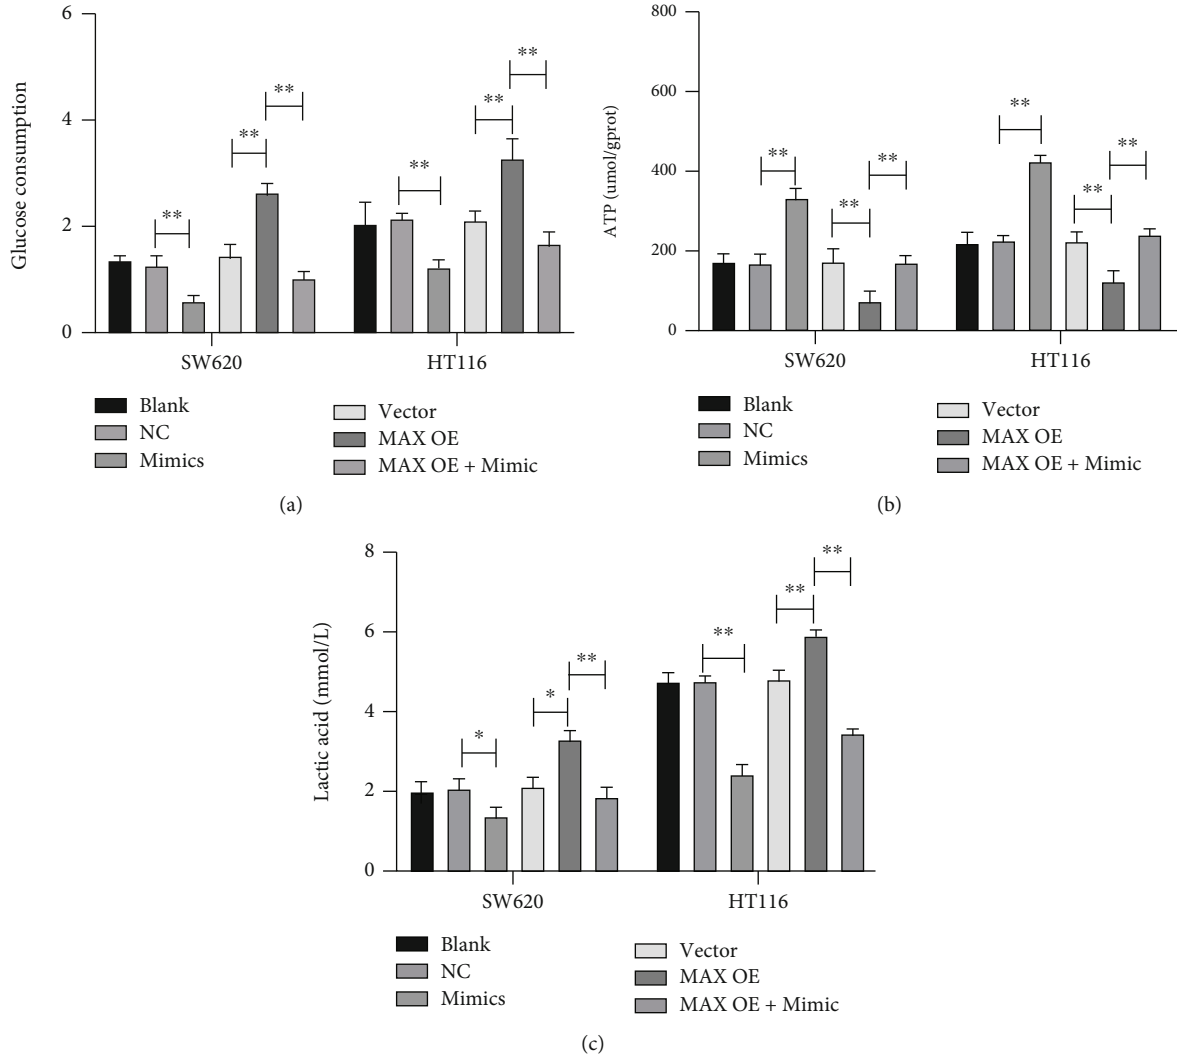 6
4
2
0
Glucose consumption
**
**
**
**
**
**
SW620
HT116
Blank
NC
Mimics
Vector
MAX OE
MAX OE + Mimic
(a)
800
600
400
200
0
ATP (umol/gprot)
**
**
**
**
**
**
SW620
HT116
Blank
NC
Mimics
Vector
MAX OE
MAX OE + Mimic
(b)
8
6
4
2
0
Lactic acid (mmol/L)
*
*
**
**
**
**
SW620
HT116
Blank
NC
Mimics
Vector
MAX OE
MAX OE + Mimic
(c)